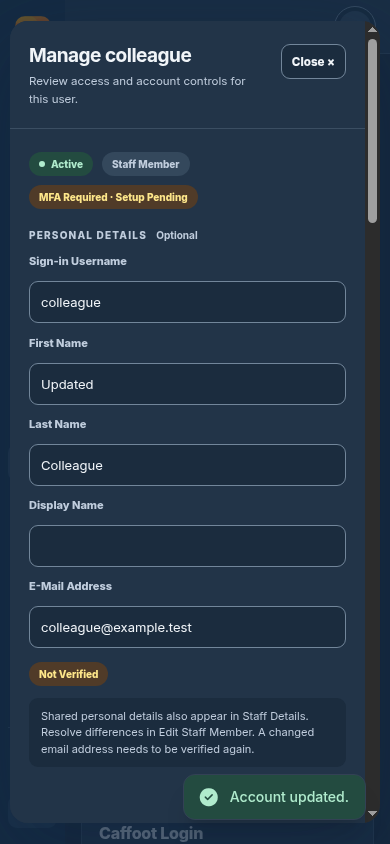 Manage colleague
Close ×
Review access and account controls for
this user.
Active
Staff Member
MFA Required · Setup Pending
PERSONAL DETAILS Optional
Sign-in Username
colleague
First Name
Updated
Last Name
Colleague
Display Name
E-Mail Address
colleague@example.test
Not Verified
Shared personal details also appear in Staff Details.
Resolve differences in Edit Staff Member. A changed
email address needs to be verified again.
Account updated.
Caffoot Login